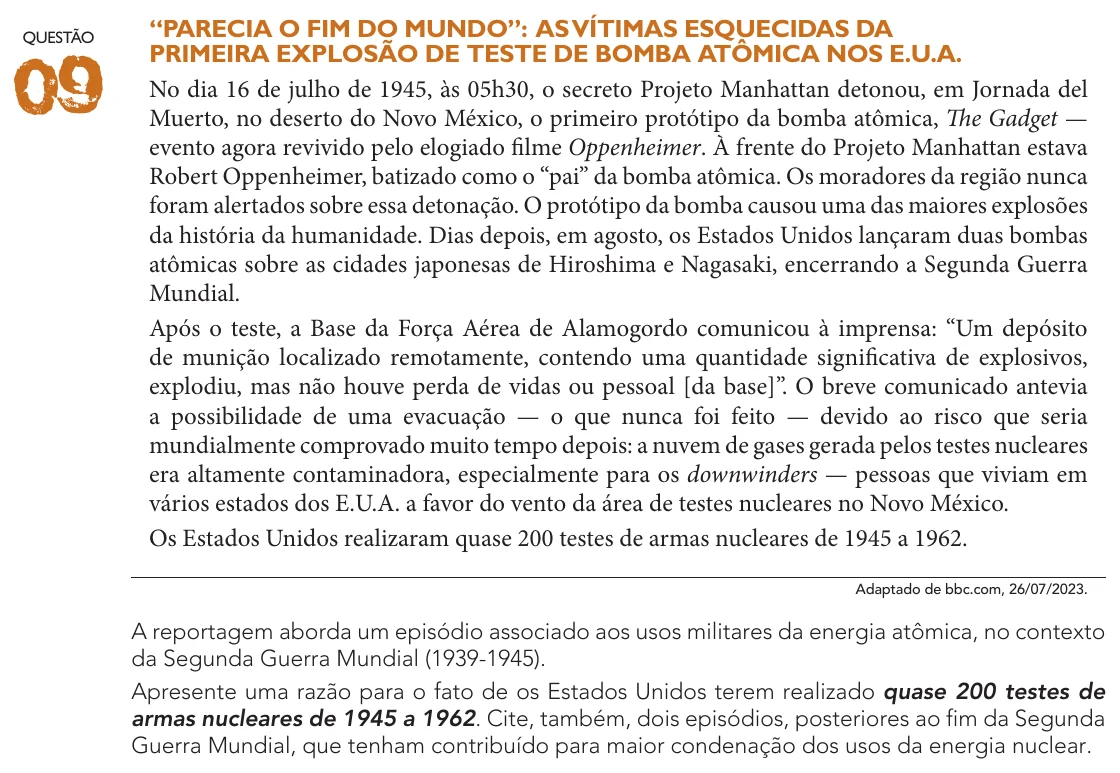 QUESTÃO
09
“PARECIA O FIM DO MUNDO”: AS VÍTIMAS ESQUECIDAS DA
PRIMEIRA EXPLOSÃO DE TESTE DE BOMBA ATÔMICA NOS E.U.A.
No dia 16 de julho de 1945, às 05h30, o secreto Projeto Manhattan detonou, em Jornada del
Muerto, no deserto do Novo México, o primeiro protótipo da bomba atômica, The Gadget —
evento agora revivido pelo elogiado filme Oppenheimer. À frente do Projeto Manhattan estava
Robert Oppenheimer, batizado como o “pai” da bomba atômica. Os moradores da região nunca
foram alertados sobre essa detonação. O protótipo da bomba causou uma das maiores explosões
da história da humanidade. Dias depois, em agosto, os Estados Unidos lançaram duas bombas
atômicas sobre as cidades japonesas de Hiroshima e Nagasaki, encerrando a Segunda Guerra
Mundial.
Após o teste, a Base da Força Aérea de Alamogordo comunicou à imprensa: “Um depósito
de munição localizado remotamente, contendo uma quantidade significativa de explosivos,
explodiu, mas não houve perda de vidas ou pessoal [da base]”. O breve comunicado antevia
a possibilidade de uma evacuação — o que nunca foi feito — devido ao risco que seria
mundialmente comprovado muito tempo depois: a nuvem de gases gerada pelos testes nucleares
era altamente contaminadora, especialmente para os downwinders — pessoas que viviam em
vários estados dos E.U.A. a favor do vento da área de testes nucleares no Novo México.
Os Estados Unidos realizaram quase 200 testes de armas nucleares de 1945 a 1962.
Adaptado de bbc.com, 26/07/2023.
A reportagem aborda um episódio associado aos usos militares da energia atômica, no contexto
da Segunda Guerra Mundial (1939-1945).
Apresente uma razão para o fato de os Estados Unidos terem realizado quase 200 testes de
armas nucleares de 1945 a 1962. Cite, também, dois episódios, posteriores ao fim da Segunda
Guerra Mundial, que tenham contribuído para maior condenação dos usos da energia nuclear.